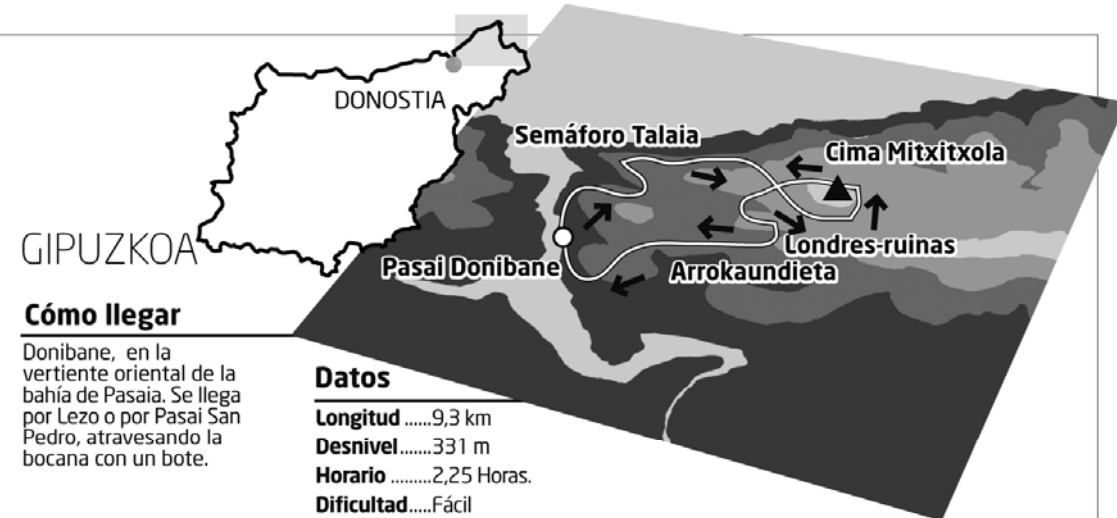 DONOSTIA
GIPUZKOA
Semáforo Talaia
Cima Mitxitxola
Londres-ruinas
Pasai Donibane
Arrokaundieta
Cómo llegar
Donibane, en la
vertiente oriental de la
bahía de Pasaia. Se llega
por Lezo o por Pasai San
Pedro, atravesando la
bocana con un bote.
Datos
Longitud ......9,3 km
Desnivel.......331 m
Horario .........2,25 Horas.
Dificultad.....Fácil